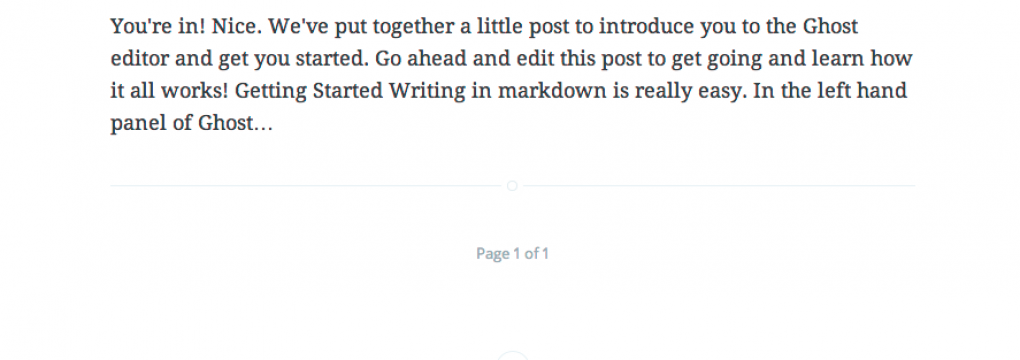 You're in! Nice. We've put together a little post to introduce you to the Ghost
editor and get you started. Go ahead and edit this post to get going and learn how
it all works! Getting Started Writing in markdown is really easy. In the left hand
panel of Ghost…
Page 1 of 1